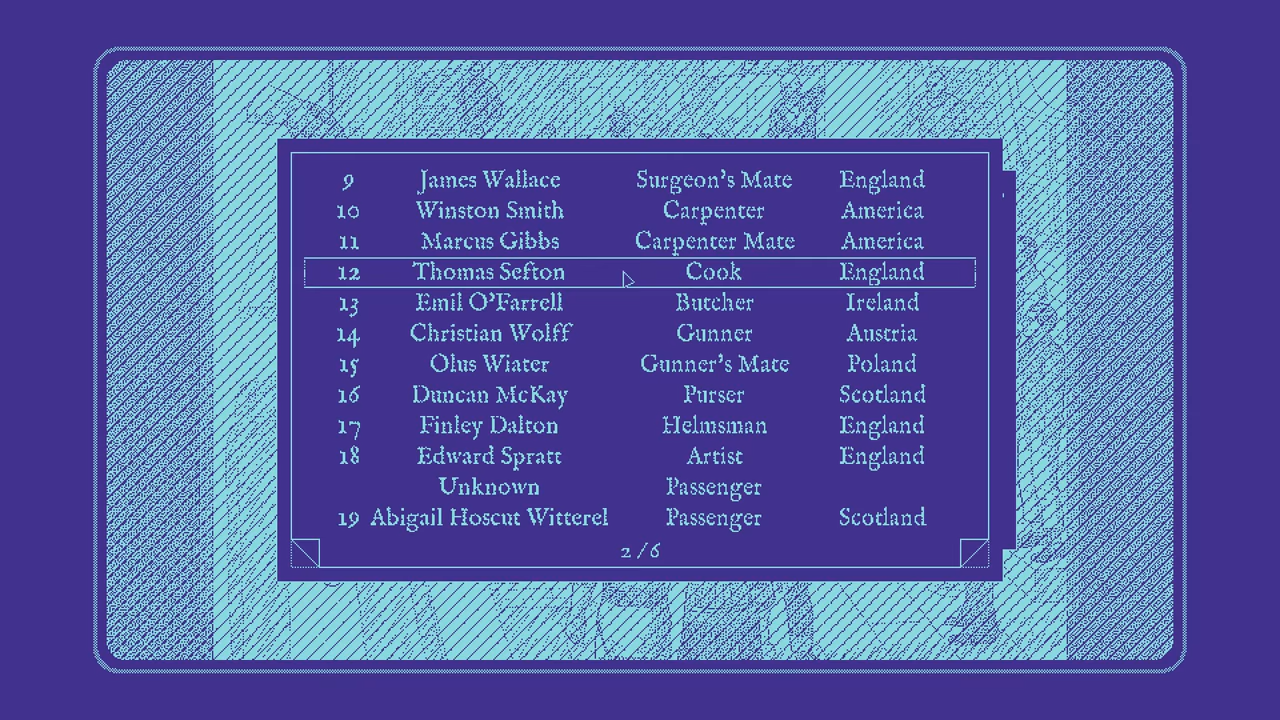 9 James Wallace Surgeon's Mate England
10 Winston Smith Carpenter America
11 Marcus Gibbs Carpenter Mate America
12 Thomas Sefton Cook England
13 Emil O'Farrell Butcher Ireland
14 Christian Wolff Gunner Austria
15 Olus Wiater Gunner's Mate Poland
16 Duncan McKay Purser Scotland
17 Finley Dalton Helmsman England
18 Edward Spratt Artist England
Unknown Passenger
19 Abigail Hoscut Witterel Passenger Scotland
2 / 6